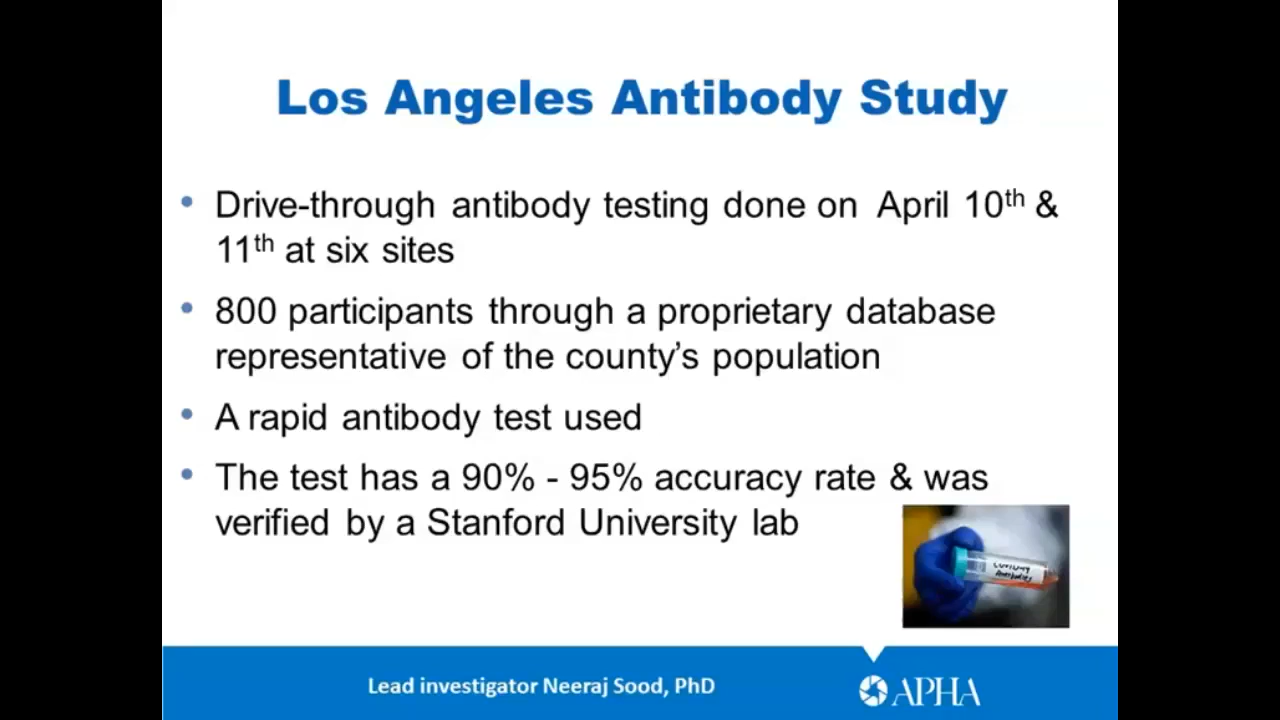 Los Angeles Antibody Study
• Drive-through antibody testing done on April 10th &
11th at six sites
• 800 participants through a proprietary database
representative of the county's population
• A rapid antibody test used
• The test has a 90% - 95% accuracy rate & was
verified by a Stanford University lab
Antibodies
Lead investigator Neeraj Sood, PhD
APHA